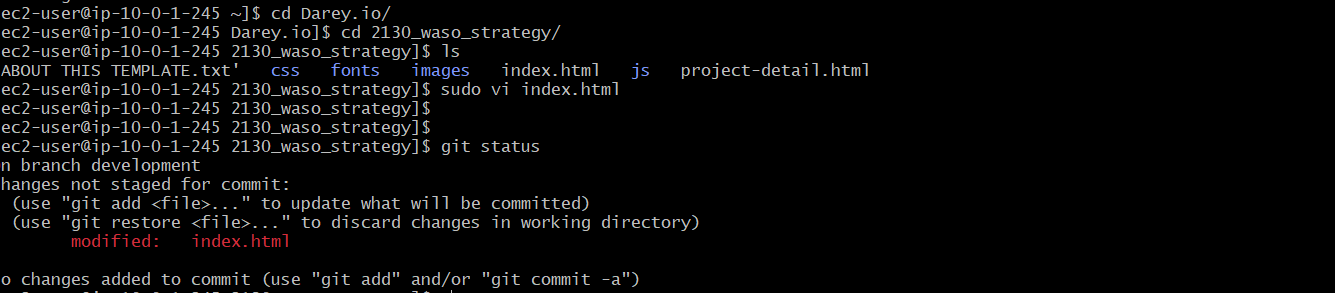 ec2-user@ip-10-0-1-245 ~]$ cd Darey.io/
ec2-user@ip-10-0-1-245 Darey.io]$ cd 2130_waso_strategy/
ec2-user@ip-10-0-1-245 2130_waso_strategy]$ ls
ABOUT THIS TEMPLATE.txt'   css   fonts   images   index.html   js   project-detail.html
ec2-user@ip-10-0-1-245 2130_waso_strategy]$ sudo vi index.html
ec2-user@ip-10-0-1-245 2130_waso_strategy]$
ec2-user@ip-10-0-1-245 2130_waso_strategy]$
ec2-user@ip-10-0-1-245 2130_waso_strategy]$ git status
n branch development
hanges not staged for commit:
 (use "git add <file>..." to update what will be committed)
 (use "git restore <file>..." to discard changes in working directory)
       modified:   index.html
o changes added to commit (use "git add" and/or "git commit -a")